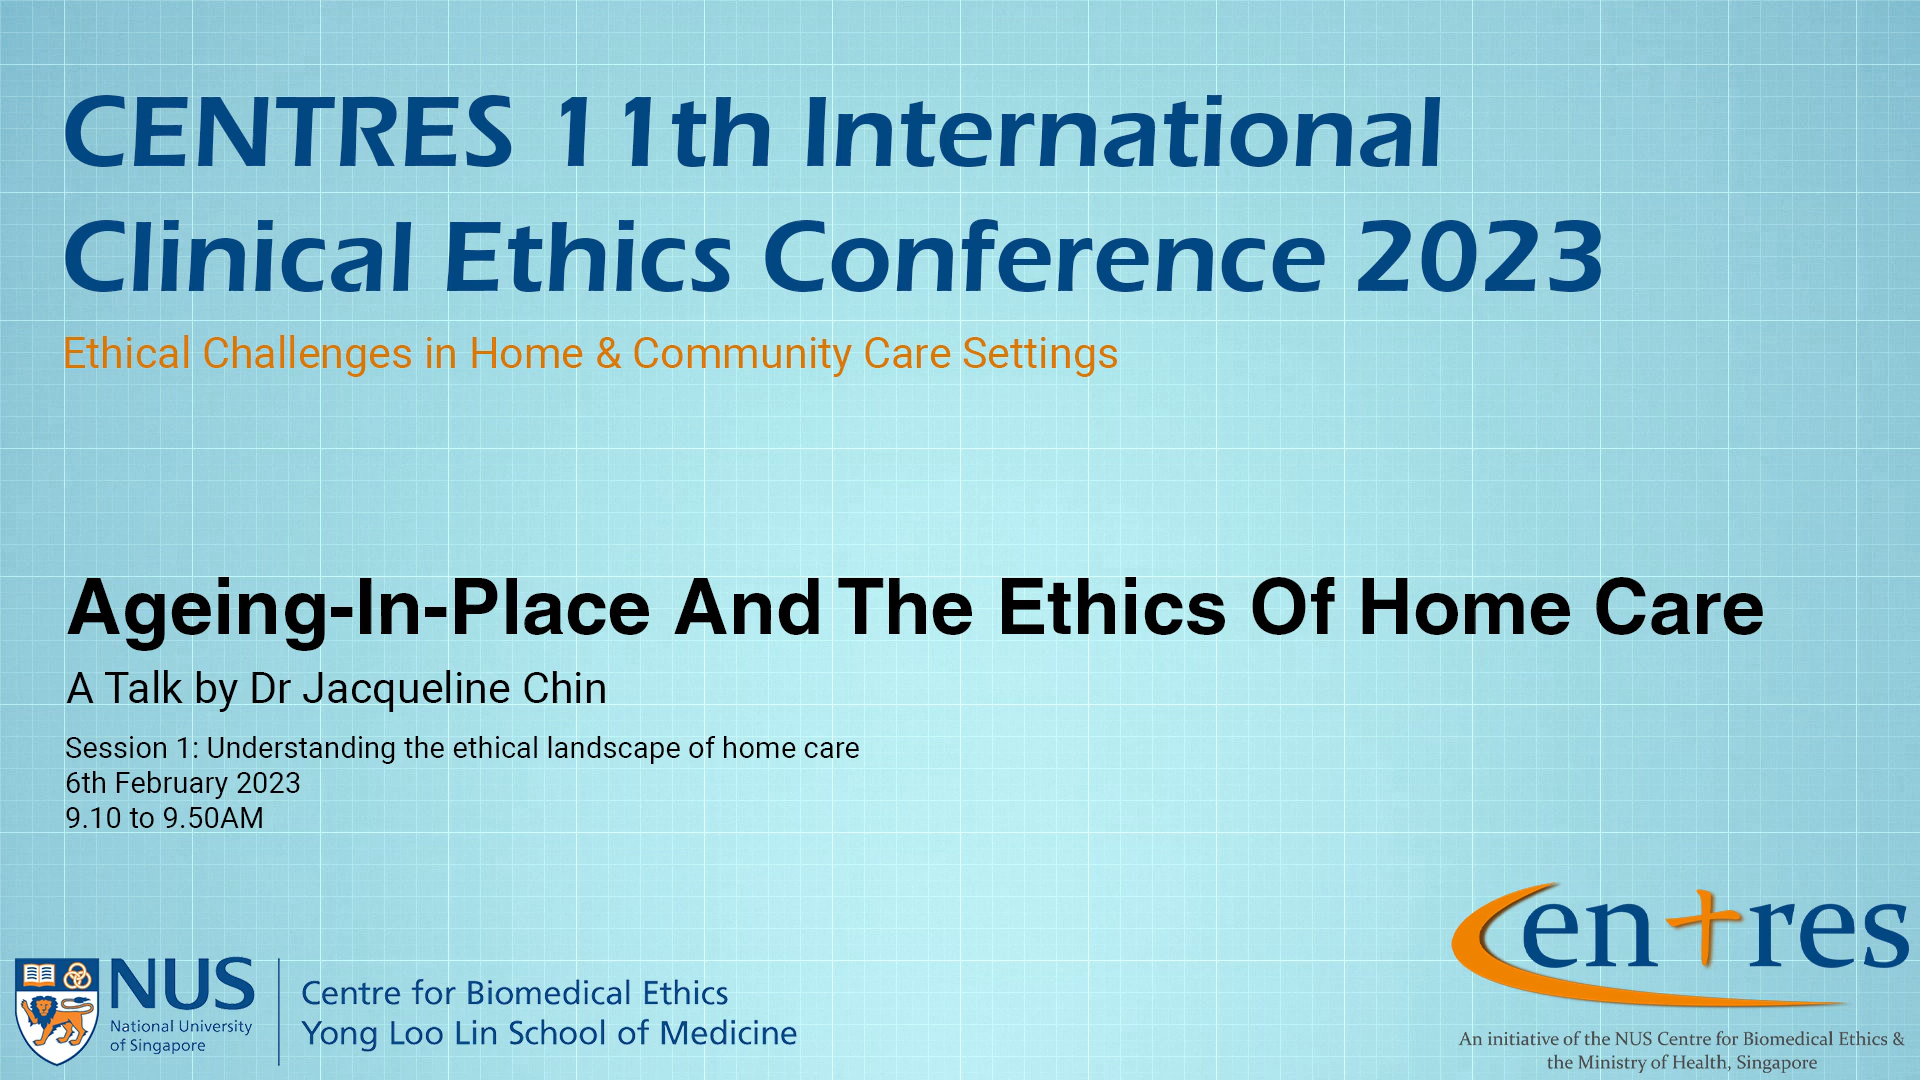 CENTRES 11th International
Clinical Ethics Conference 2023
Ethical Challenges in Home & Community Care Settings
Ageing-In-Place And The Ethics Of Home Care
A Talk by Dr Jacqueline Chin
Session 1: Understanding the ethical landscape of home care
6th February 2023
9.10 to 9.50AM
NUS
National University
of Singapore
Centre for Biomedical Ethics
Yong Loo Lin School of Medicine
Centres
An initiative of the NUS Centre for Biomedical Ethics &
the Ministry of Health, Singapore